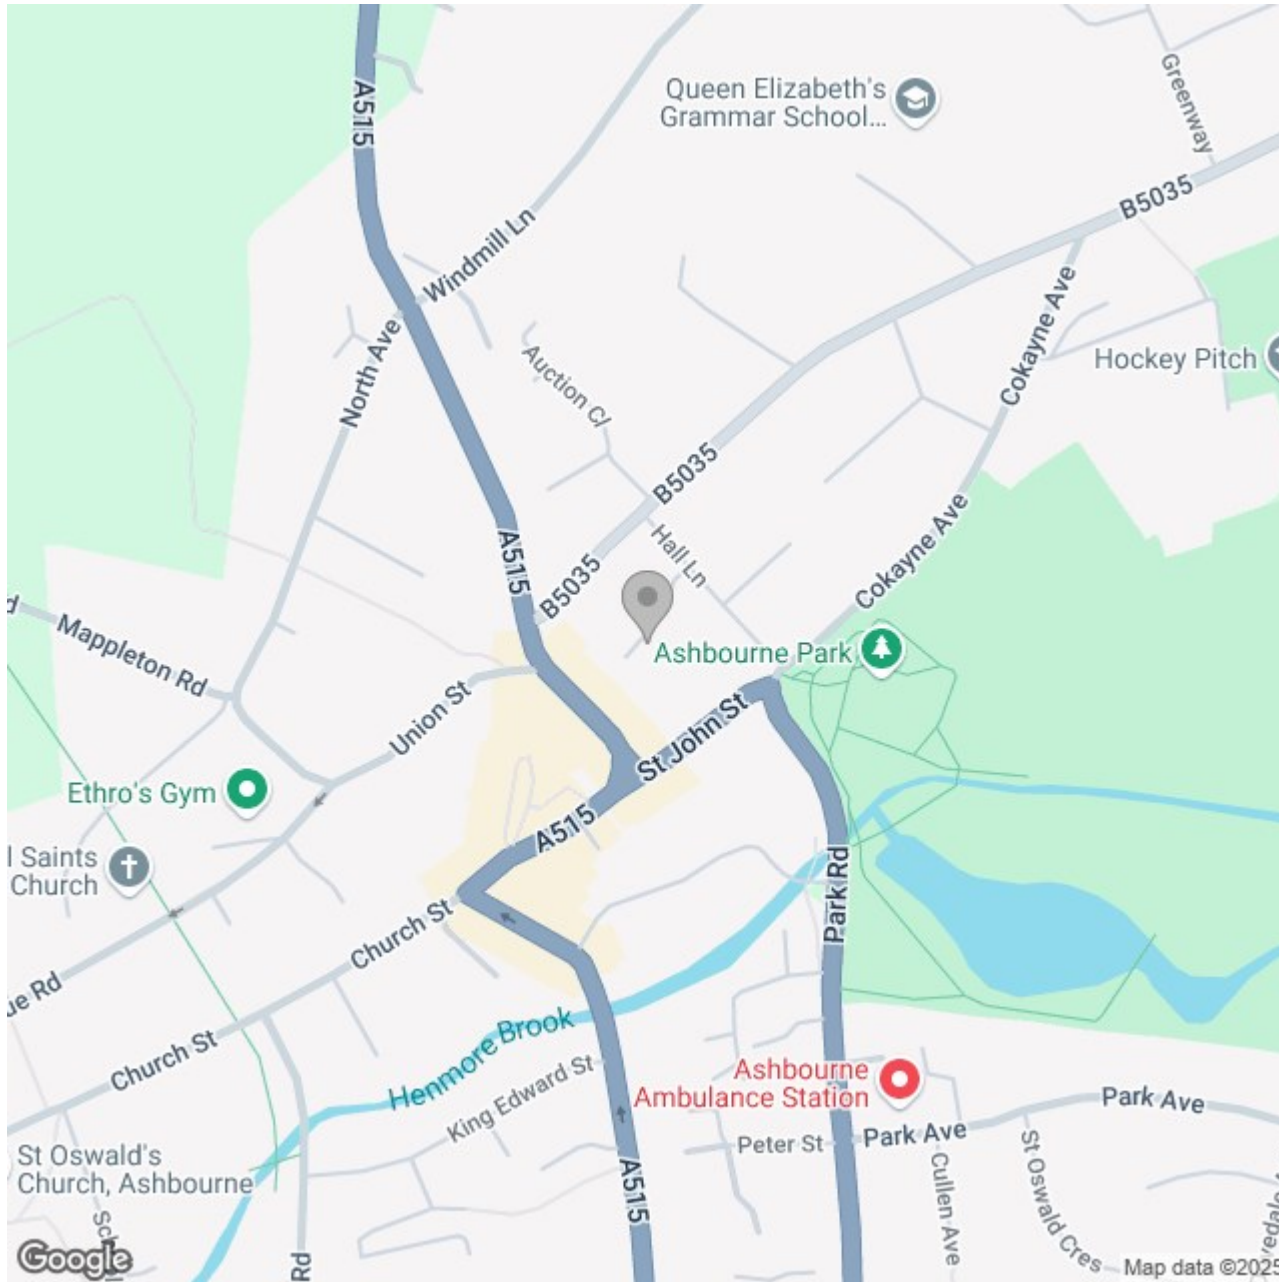 A515
Queen Elizabeth's
Grammar School...
Greenway
B5035
Windmill Ln
North Ave
Auction Cl
Cokayne Ave
Hockey Pitch
B5035
A515
Hall Ln
B5035
Cokayne Ave
Mappleton Rd
Ashbourne Park
Union St
St John St
Ethro's Gym
A515
l Saints
Church
Park Rd
Church St
ue Rd
Henmore Brook
Church St
King Edward St
Ashbourne
Ambulance Station
Park Ave
Peter St
Park Ave
St Oswald's
Church, Ashbourne
Cullen Ave
St Oswald Cres
A515
Rd
Google
Map data ©2025